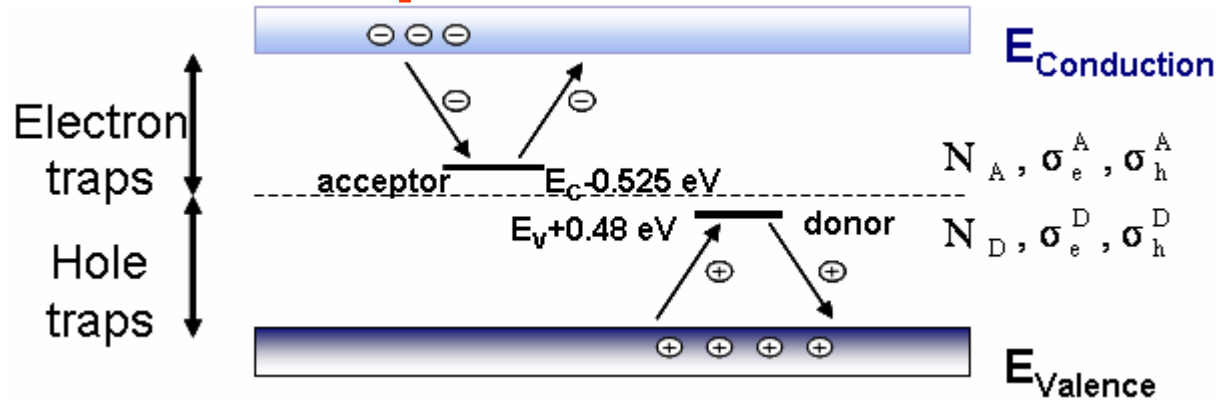 E_Conduction
Electron
traps
acceptor
E_C-0.525 eV
N_A, σ_e^A, σ_h^A
E_V+0.48 eV
donor
N_D, σ_e^D, σ_h^D
Hole
traps
E_Valence